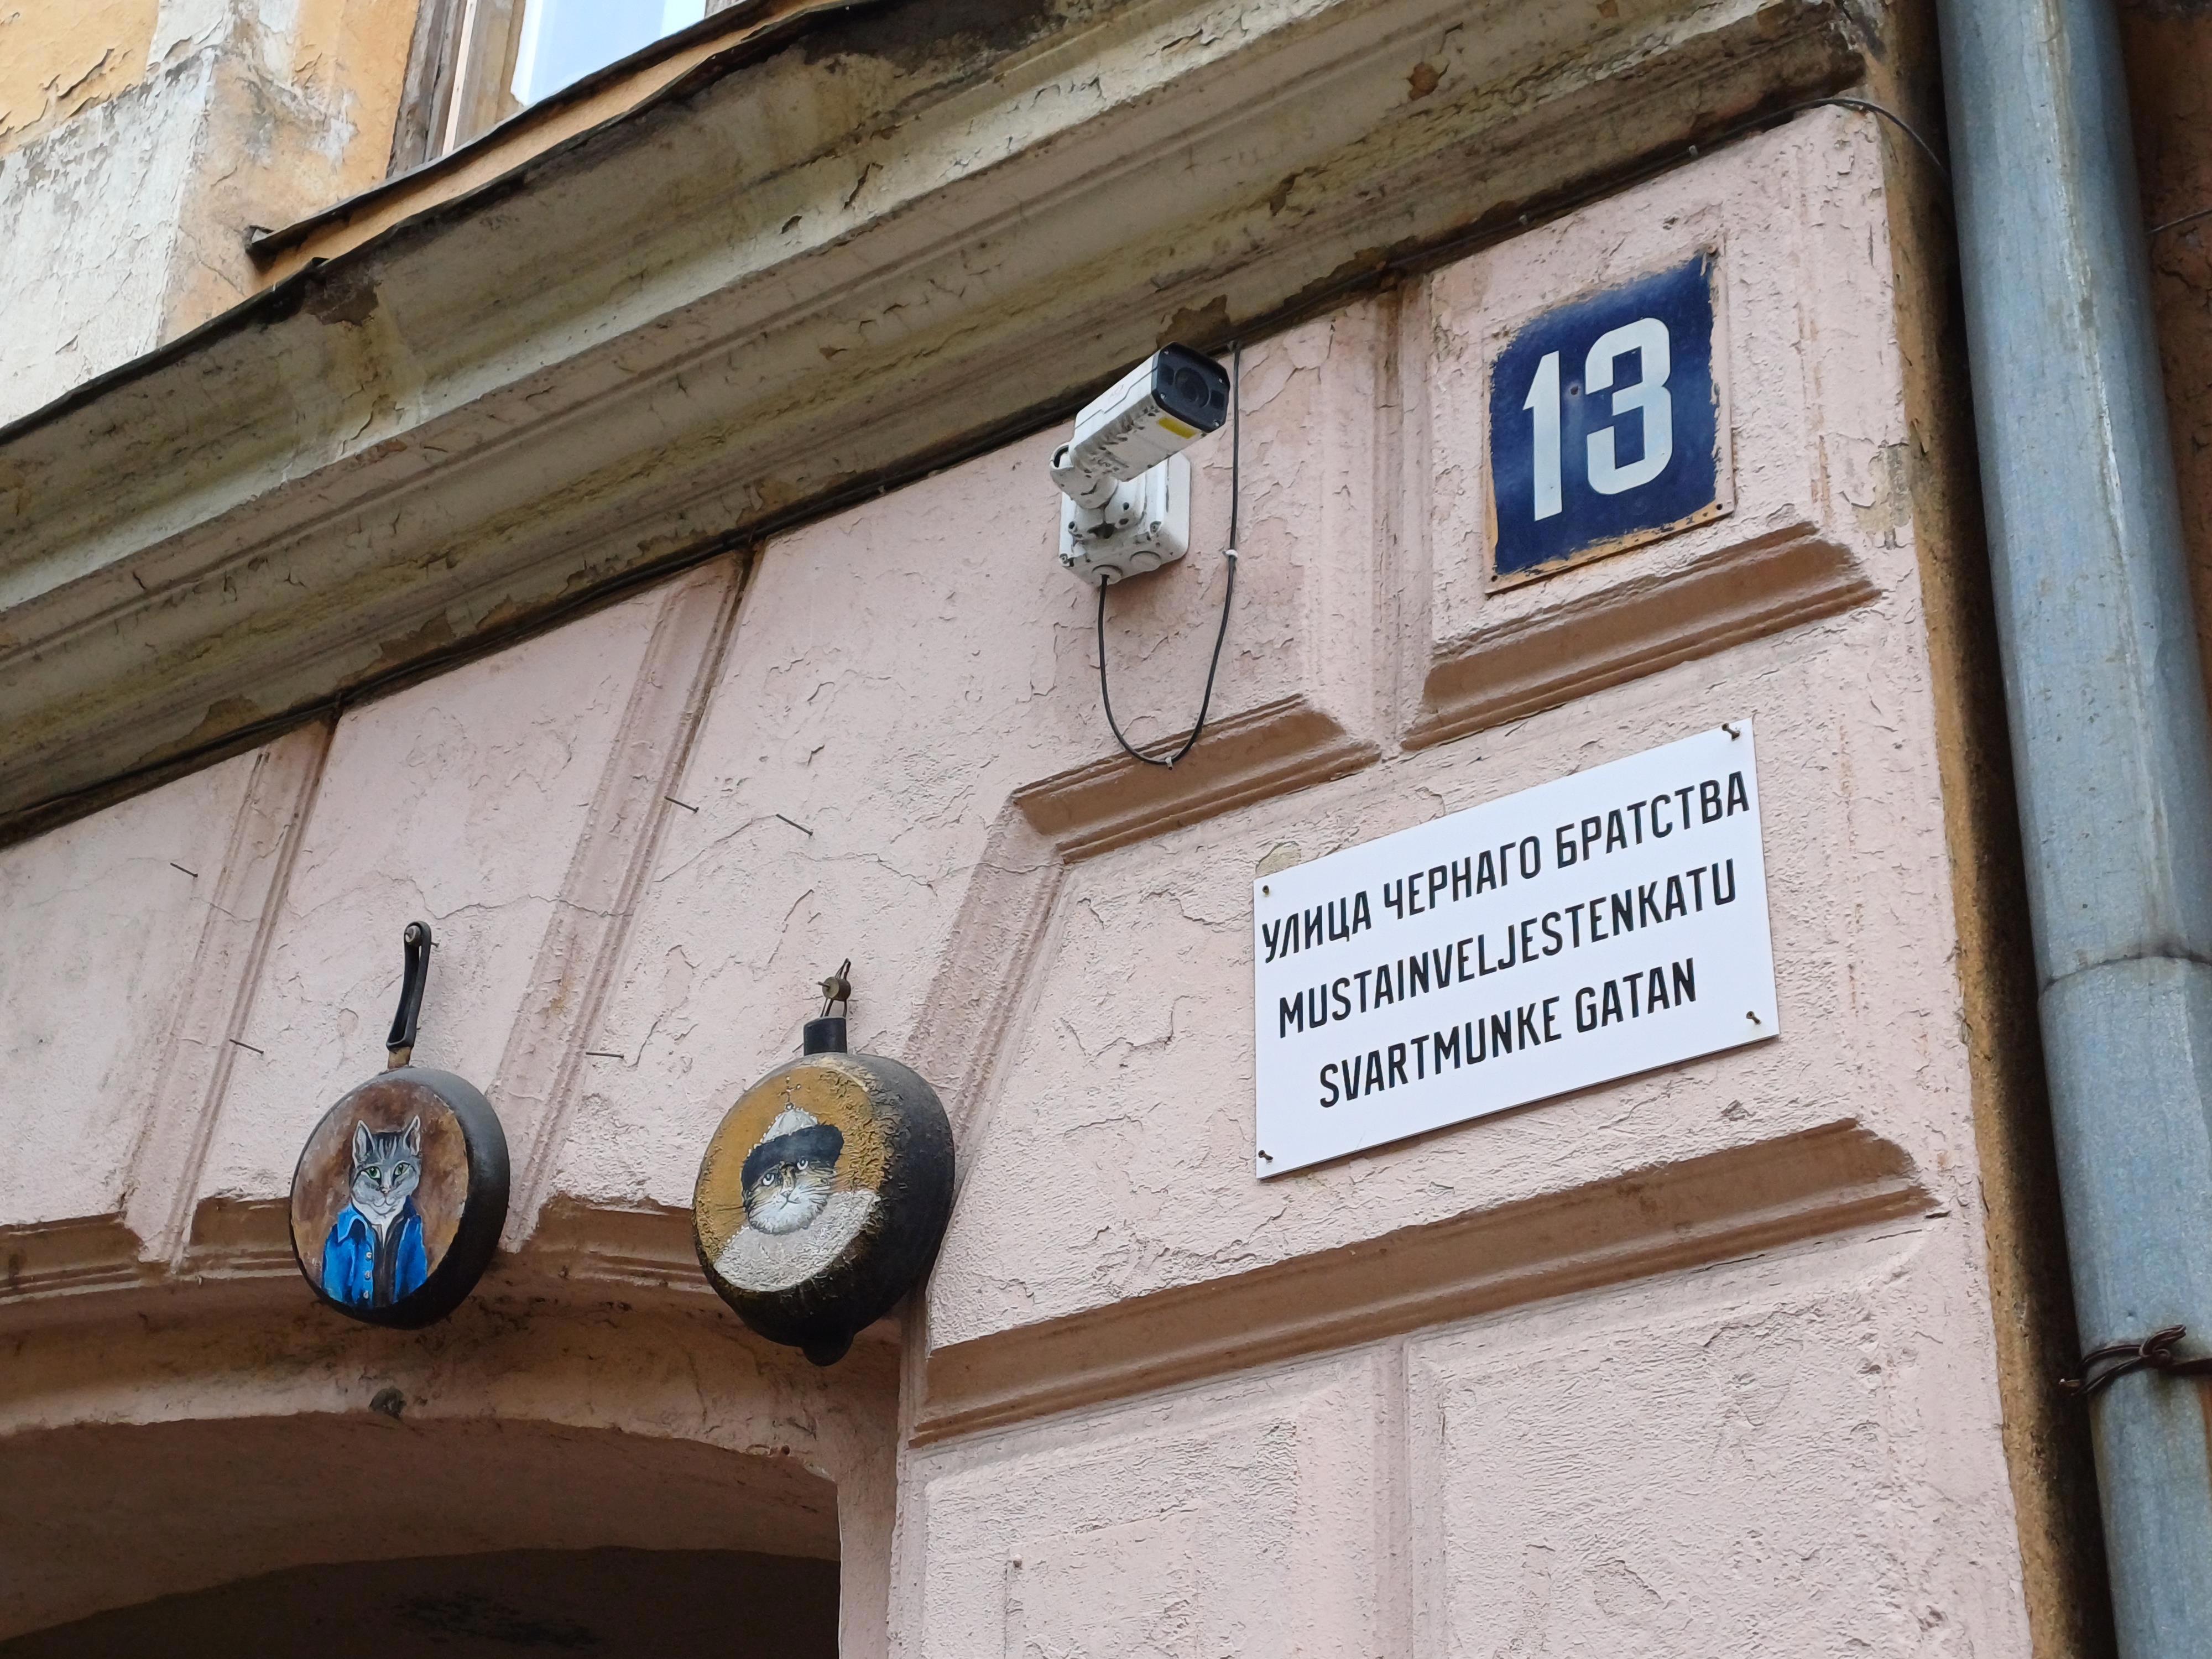 13
УЛИЦА ЧЕРНАГО БРАТСТВА
MUSTAINVELJESTENKATU
SVARTMUNKE GATAN